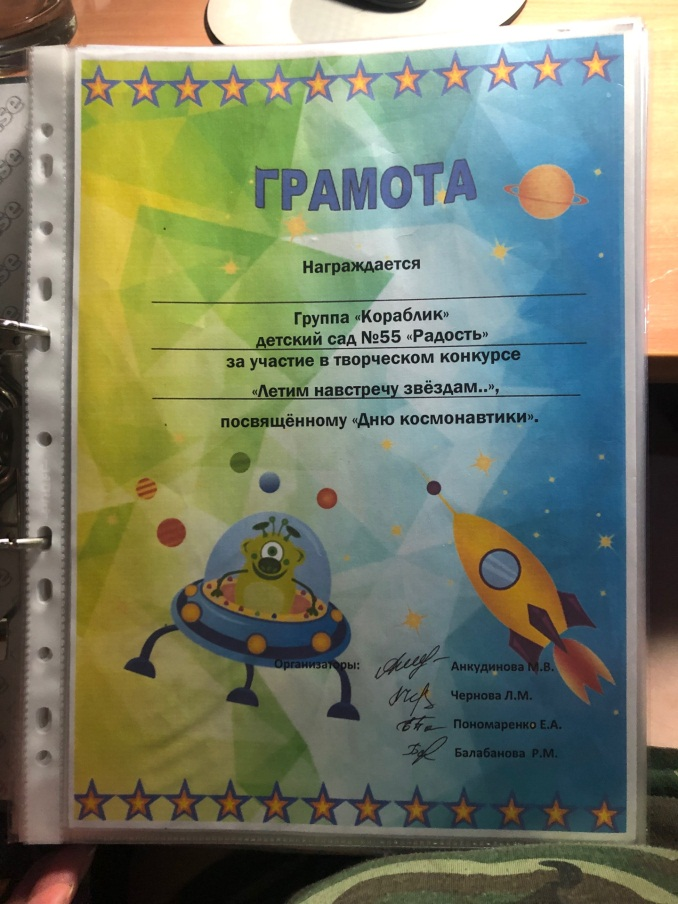 ГРАМОТА
Награждается
Группа «Кораблик»
детский сад №55 «Радость»
за участие в творческом конкурсе
«Летим навстречу звёздам..»,
посвящённому «Дню космонавтики».
Организаторы:
Анкудинова М.В.
Чернова Л.М.
Пономаренко Е.А.
Балабанова Р.М.